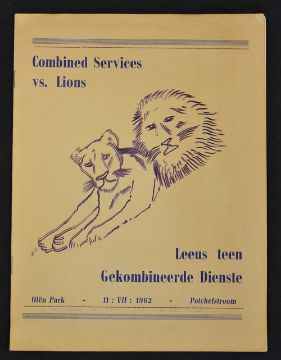 Combined Services
vs. Lions
Leeus teen
Gekombineerde Dienste
Olën Park - 11 : VII : 1962 - Potchefstroom